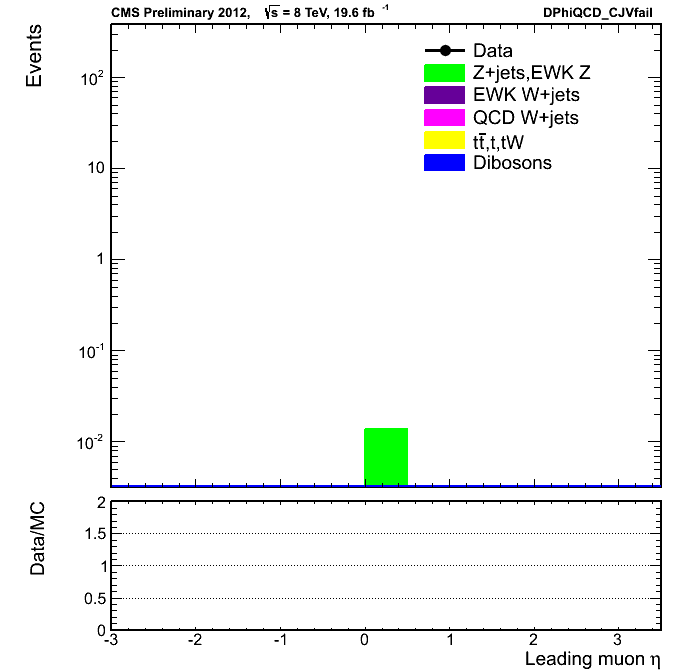 CMS Preliminary 2012, √s = 8 TeV, 19.6 fb⁻¹ DPhiQCD_CJVfail
Events
10²
10
1
10⁻¹
10⁻²
Data
Z+jets,EWK Z
EWK W+jets
QCD W+jets
tt̅,t,tW
Dibosons
Data/MC
2
1.5
1
0.5
0
-3 -2 -1 0 1 2 3
Leading muon η